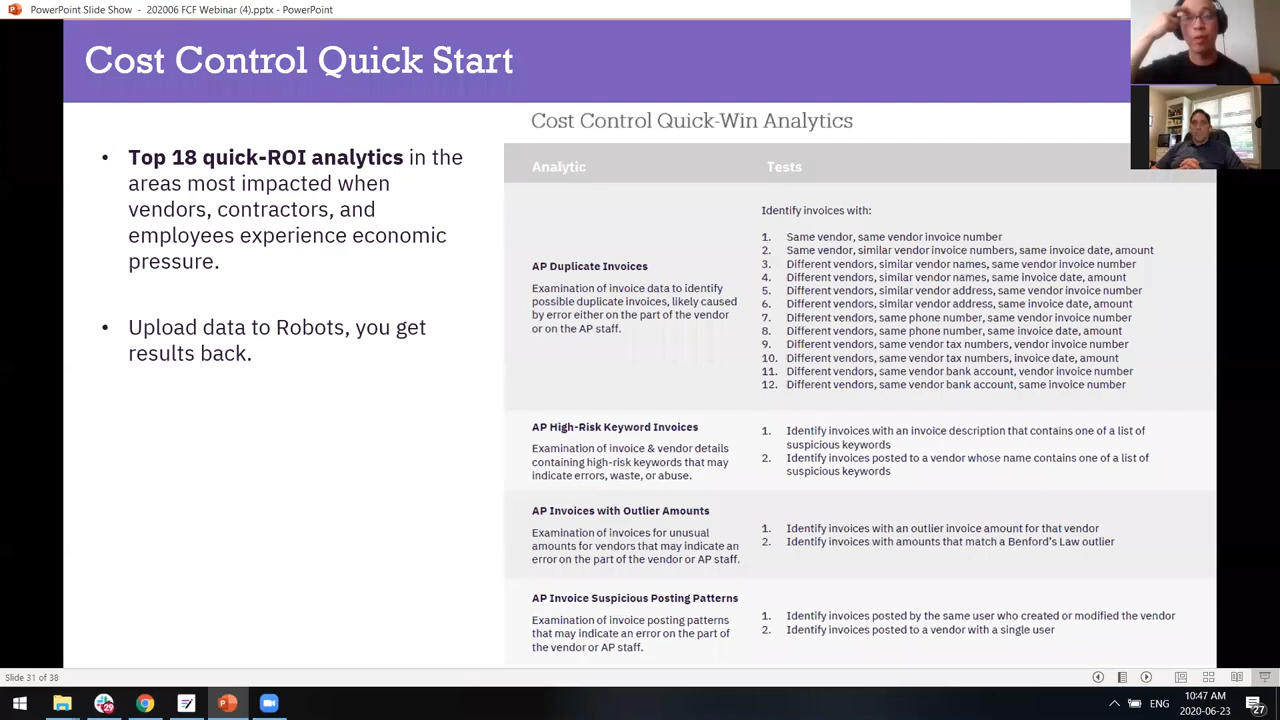 PowerPoint Slide Show - 202006 FCF Webinar (4).pptx - PowerPoint
Cost Control Quick Start
• Top 18 quick-ROI analytics in the
areas most impacted when
vendors, contractors, and
employees experience economic
pressure.
• Upload data to Robots, you get
results back.
Cost Control Quick-Win Analytics
Analytic Tests
AP Duplicate Invoices
Examination of invoice data to identify
possible duplicate invoices, likely caused
by error either on the part of the vendor
or on the AP staff.
Identify invoices with:
1. Same vendor, same vendor invoice number
2. Same vendor, similar vendor invoice numbers, same invoice date, amount
3. Different vendors, similar vendor names, same vendor invoice number
4. Different vendors, similar vendor names, same invoice date, amount
5. Different vendors, similar vendor address, same vendor invoice number
6. Different vendors, similar vendor address, same invoice date, amount
7. Different vendors, same phone number, same vendor invoice number
8. Different vendors, same phone number, same invoice date, amount
9. Different vendors, same vendor tax numbers, vendor invoice number
10. Different vendors, same vendor tax numbers, invoice date, amount
11. Different vendors, same vendor bank account, vendor invoice number
12. Different vendors, same vendor bank account, same invoice number
AP High-Risk Keyword Invoices
Examination of invoice & vendor details
containing high-risk keywords that may
indicate errors, waste, or abuse.
1. Identify invoices with an invoice description that contains one of a list of
suspicious keywords
2. Identify invoices posted to a vendor whose name contains one of a list of
suspicious keywords
AP Invoices with Outlier Amounts
Examination of invoices for unusual
amounts for vendors that may indicate an
error on the part of the vendor or AP staff.
1. Identify invoices with an outlier invoice amount for that vendor
2. Identify invoices with amounts that match a Benford's Law outlier
AP Invoice Suspicious Posting Patterns
Examination of invoice posting patterns
that may indicate an error on the part of
the vendor or AP staff.
1. Identify invoices posted by the same user who created or modified the vendor
2. Identify invoices posted to a vendor with a single user
Slide 31 of 38
29
ENG
10:47 AM
2020-06-23
27